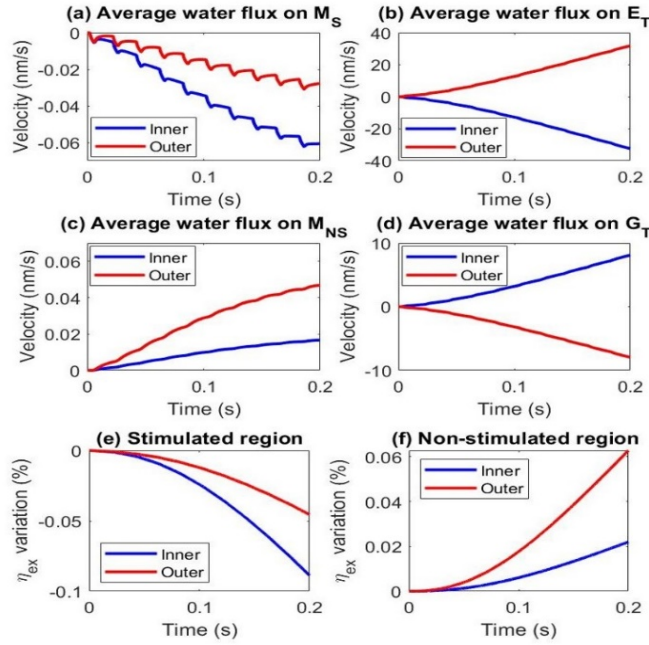 (a) Average water flux on M_S
Velocity (nm/s)
0
-0.02
-0.04
-0.06
Inner
Outer
0
0.1
0.2
Time (s)
(b) Average water flux on E_T
Velocity (nm/s)
40
20
0
-20
-40
Inner
Outer
0
0.1
0.2
Time (s)
(c) Average water flux on M_NS
Velocity (nm/s)
0.06
0.04
0.02
0
Inner
Outer
0
0.1
0.2
Time (s)
(d) Average water flux on G_T
Velocity (nm/s)
10
0
-10
Inner
Outer
0
0.1
0.2
Time (s)
(e) Stimulated region
η_ex variation (%)
0
-0.05
-0.1
Inner
Outer
0
0.1
0.2
Time (s)
(f) Non-stimulated region
η_ex variation (%)
0.06
0.04
0.02
0
Inner
Outer
0
0.1
0.2
Time (s)